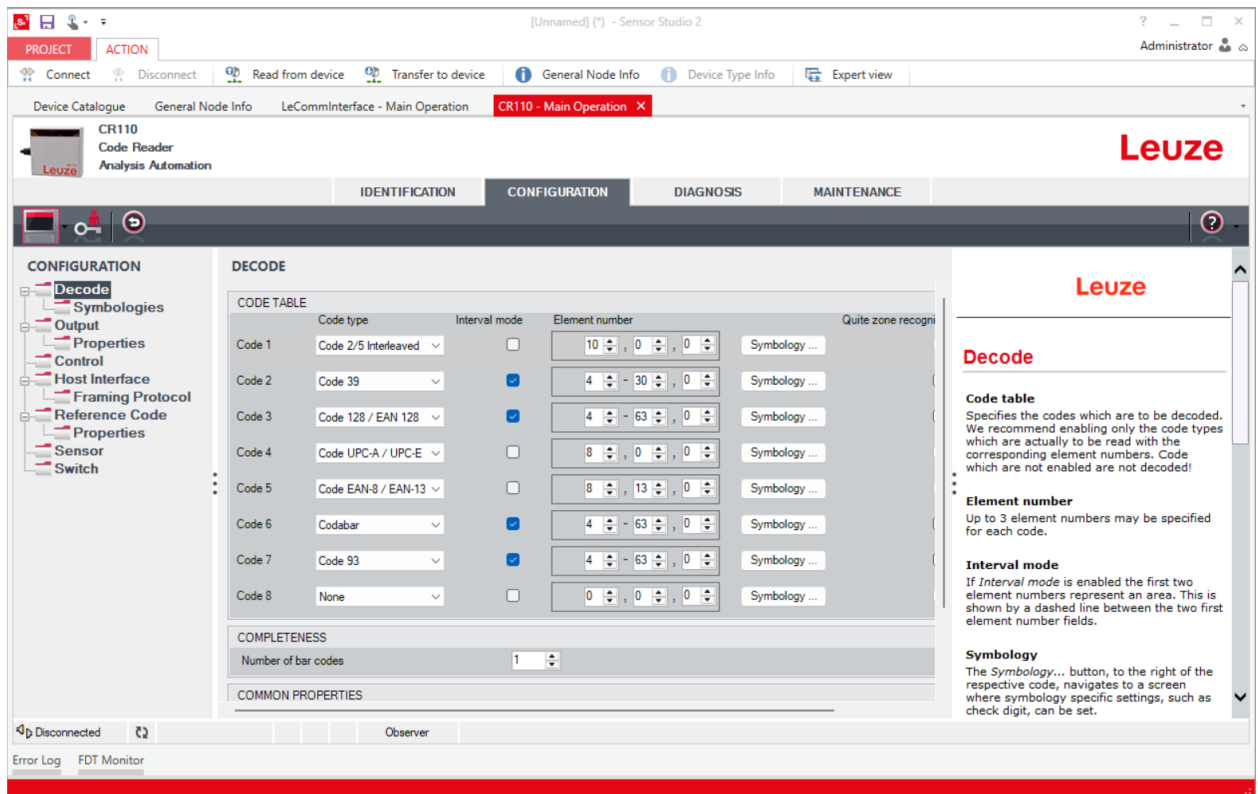 [Unnamed] (*) - Sensor Studio 2
PROJECT ACTION Administrator
Connect Disconnect Read from device Transfer to device General Node Info Device Type Info Expert view
Device Catalogue General Node Info LeCommInterface - Main Operation CR110 - Main Operation
CR110
Code Reader
Analysis Automation
Leuze
Leuze
IDENTIFICATION CONFIGURATION DIAGNOSIS MAINTENANCE
CONFIGURATION
Decode
Symbologies
Output
Properties
Control
Host Interface
Framing Protocol
Reference Code
Properties
Sensor
Switch
DECODE
CODE TABLE
Code type Interval mode Element number Quite zone recogni
Code 1 Code 2/5 Interleaved 10 , 0 , 0 Symbology ...
Code 2 Code 39 4 - 30 , 0 Symbology ...
Code 3 Code 128 / EAN 128 4 - 63 , 0 Symbology ...
Code 4 Code UPC-A / UPC-E 8 , 0 , 0 Symbology ...
Code 5 Code EAN-8 / EAN-13 8 , 13 , 0 Symbology ...
Code 6 Codabar 4 - 63 , 0 Symbology ...
Code 7 Code 93 4 - 63 , 0 Symbology ...
Code 8 None 0 , 0 , 0 Symbology ...
COMPLETENESS
Number of bar codes 1
COMMON PROPERTIES
Leuze
Decode
Code table
Specifies the codes which are to be decoded.
We recommend enabling only the code types
which are actually to be read with the
corresponding element numbers. Code
which are not enabled are not decoded!
Element number
Up to 3 element numbers may be specified
for each code.
Interval mode
If Interval mode is enabled the first two
element numbers represent an area. This is
shown by a dashed line between the two first
element number fields.
Symbology
The Symbology... button, to the right of the
respective code, navigates to a screen
where symbology specific settings, such as
check digit, can be set.
Disconnected Observer
Error Log FDT Monitor